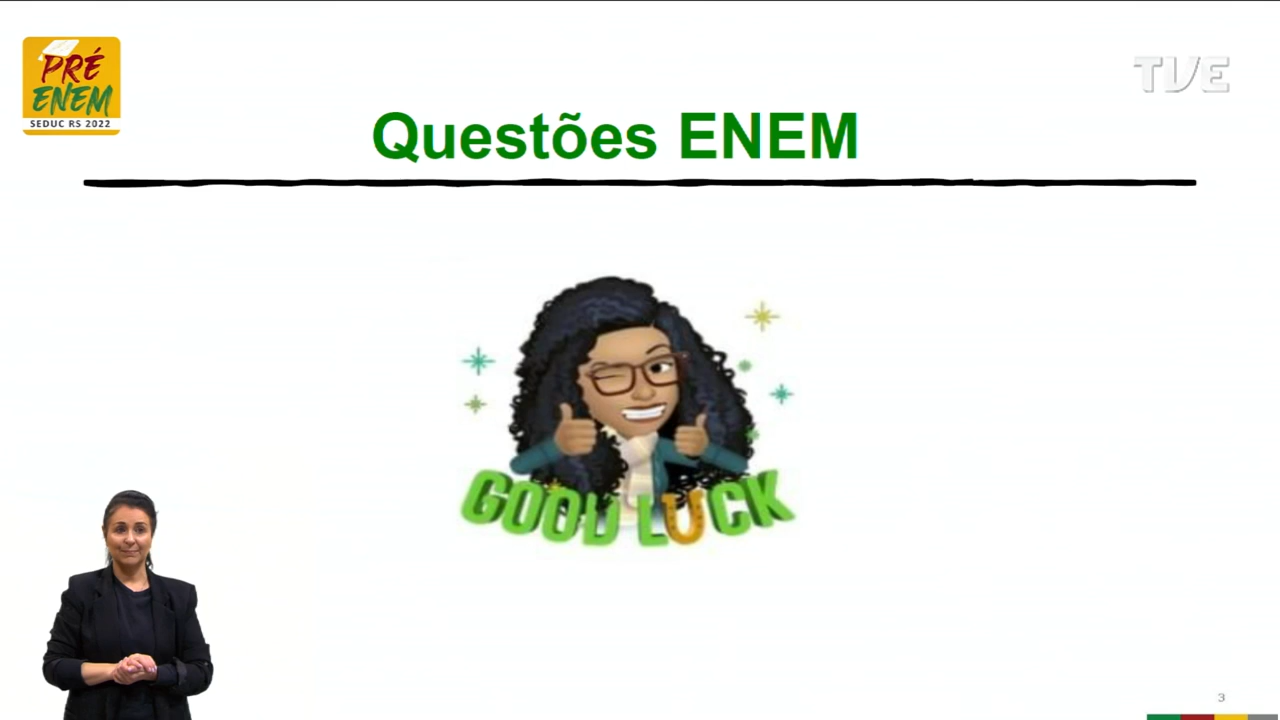 PRÉ
ENEM
SEDUC RS 2022
TVE
Questões ENEM
GOOD LUCK
3